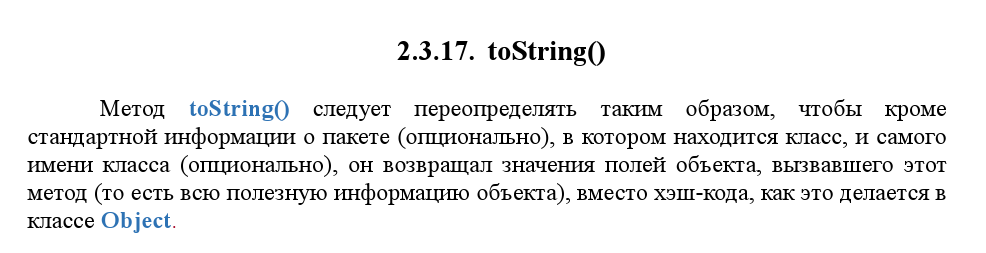 2.3.17. toString()
Метод toString() следует переопределять таким образом, чтобы кроме
стандартной информации о пакете (опционально), в котором находится класс, и самого
имени класса (опционально), он возвращал значения полей объекта, вызвавшего этот
метод (то есть всю полезную информацию объекта), вместо хэш-кода, как это делается в
классе Object.